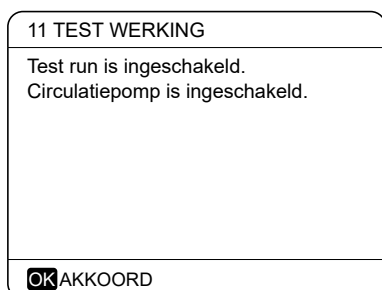 11 TEST WERKING
Test run is ingeschakeld.
Circulatiepomp is ingeschakeld.
OK AKKOORD